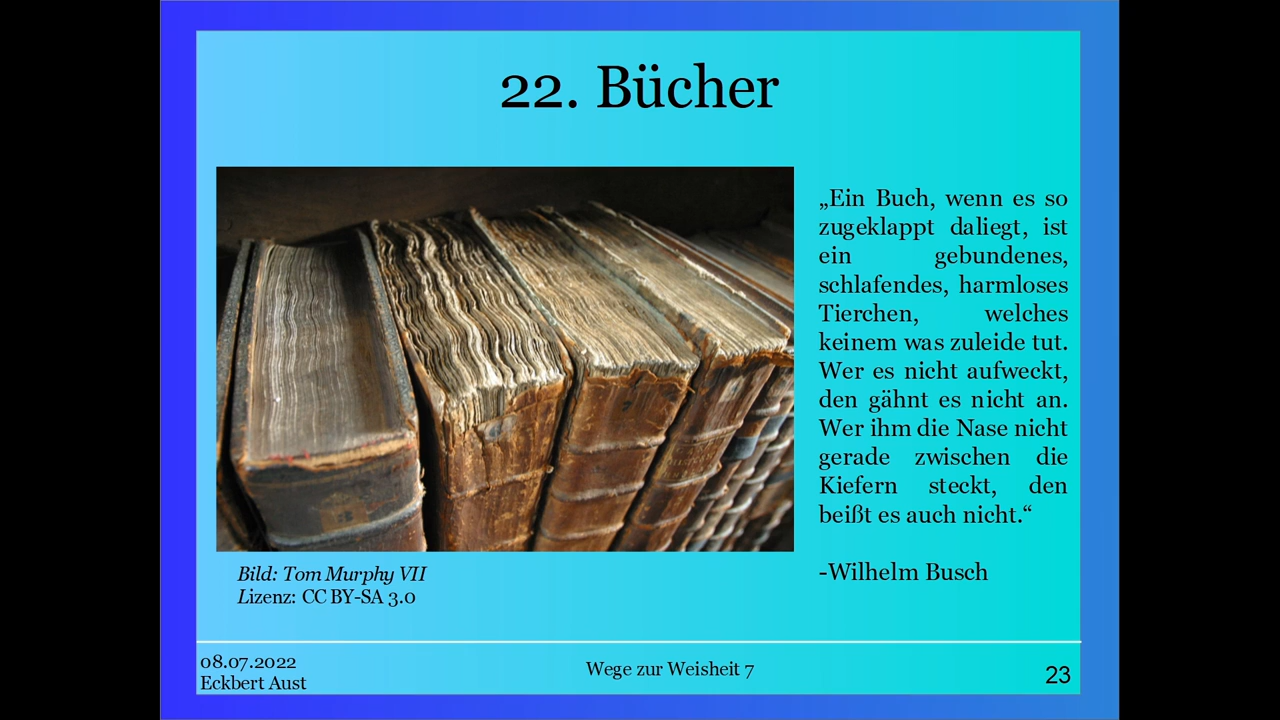 22. Bücher
„Ein Buch, wenn es so
zugeklappt daliegt, ist
ein gebundenes,
schlafendes, harmloses
Tierchen, welches
keinem was zuleide tut.
Wer es nicht aufweckt,
den gähnt es nicht an.
Wer ihm die Nase nicht
gerade zwischen die
Kiefern steckt, den
beißt es auch nicht.“
-Wilhelm Busch
Bild: Tom Murphy VII
Lizenz: CC BY-SA 3.0
08.07.2022
Eckbert Aust
Wege zur Weisheit 7
23